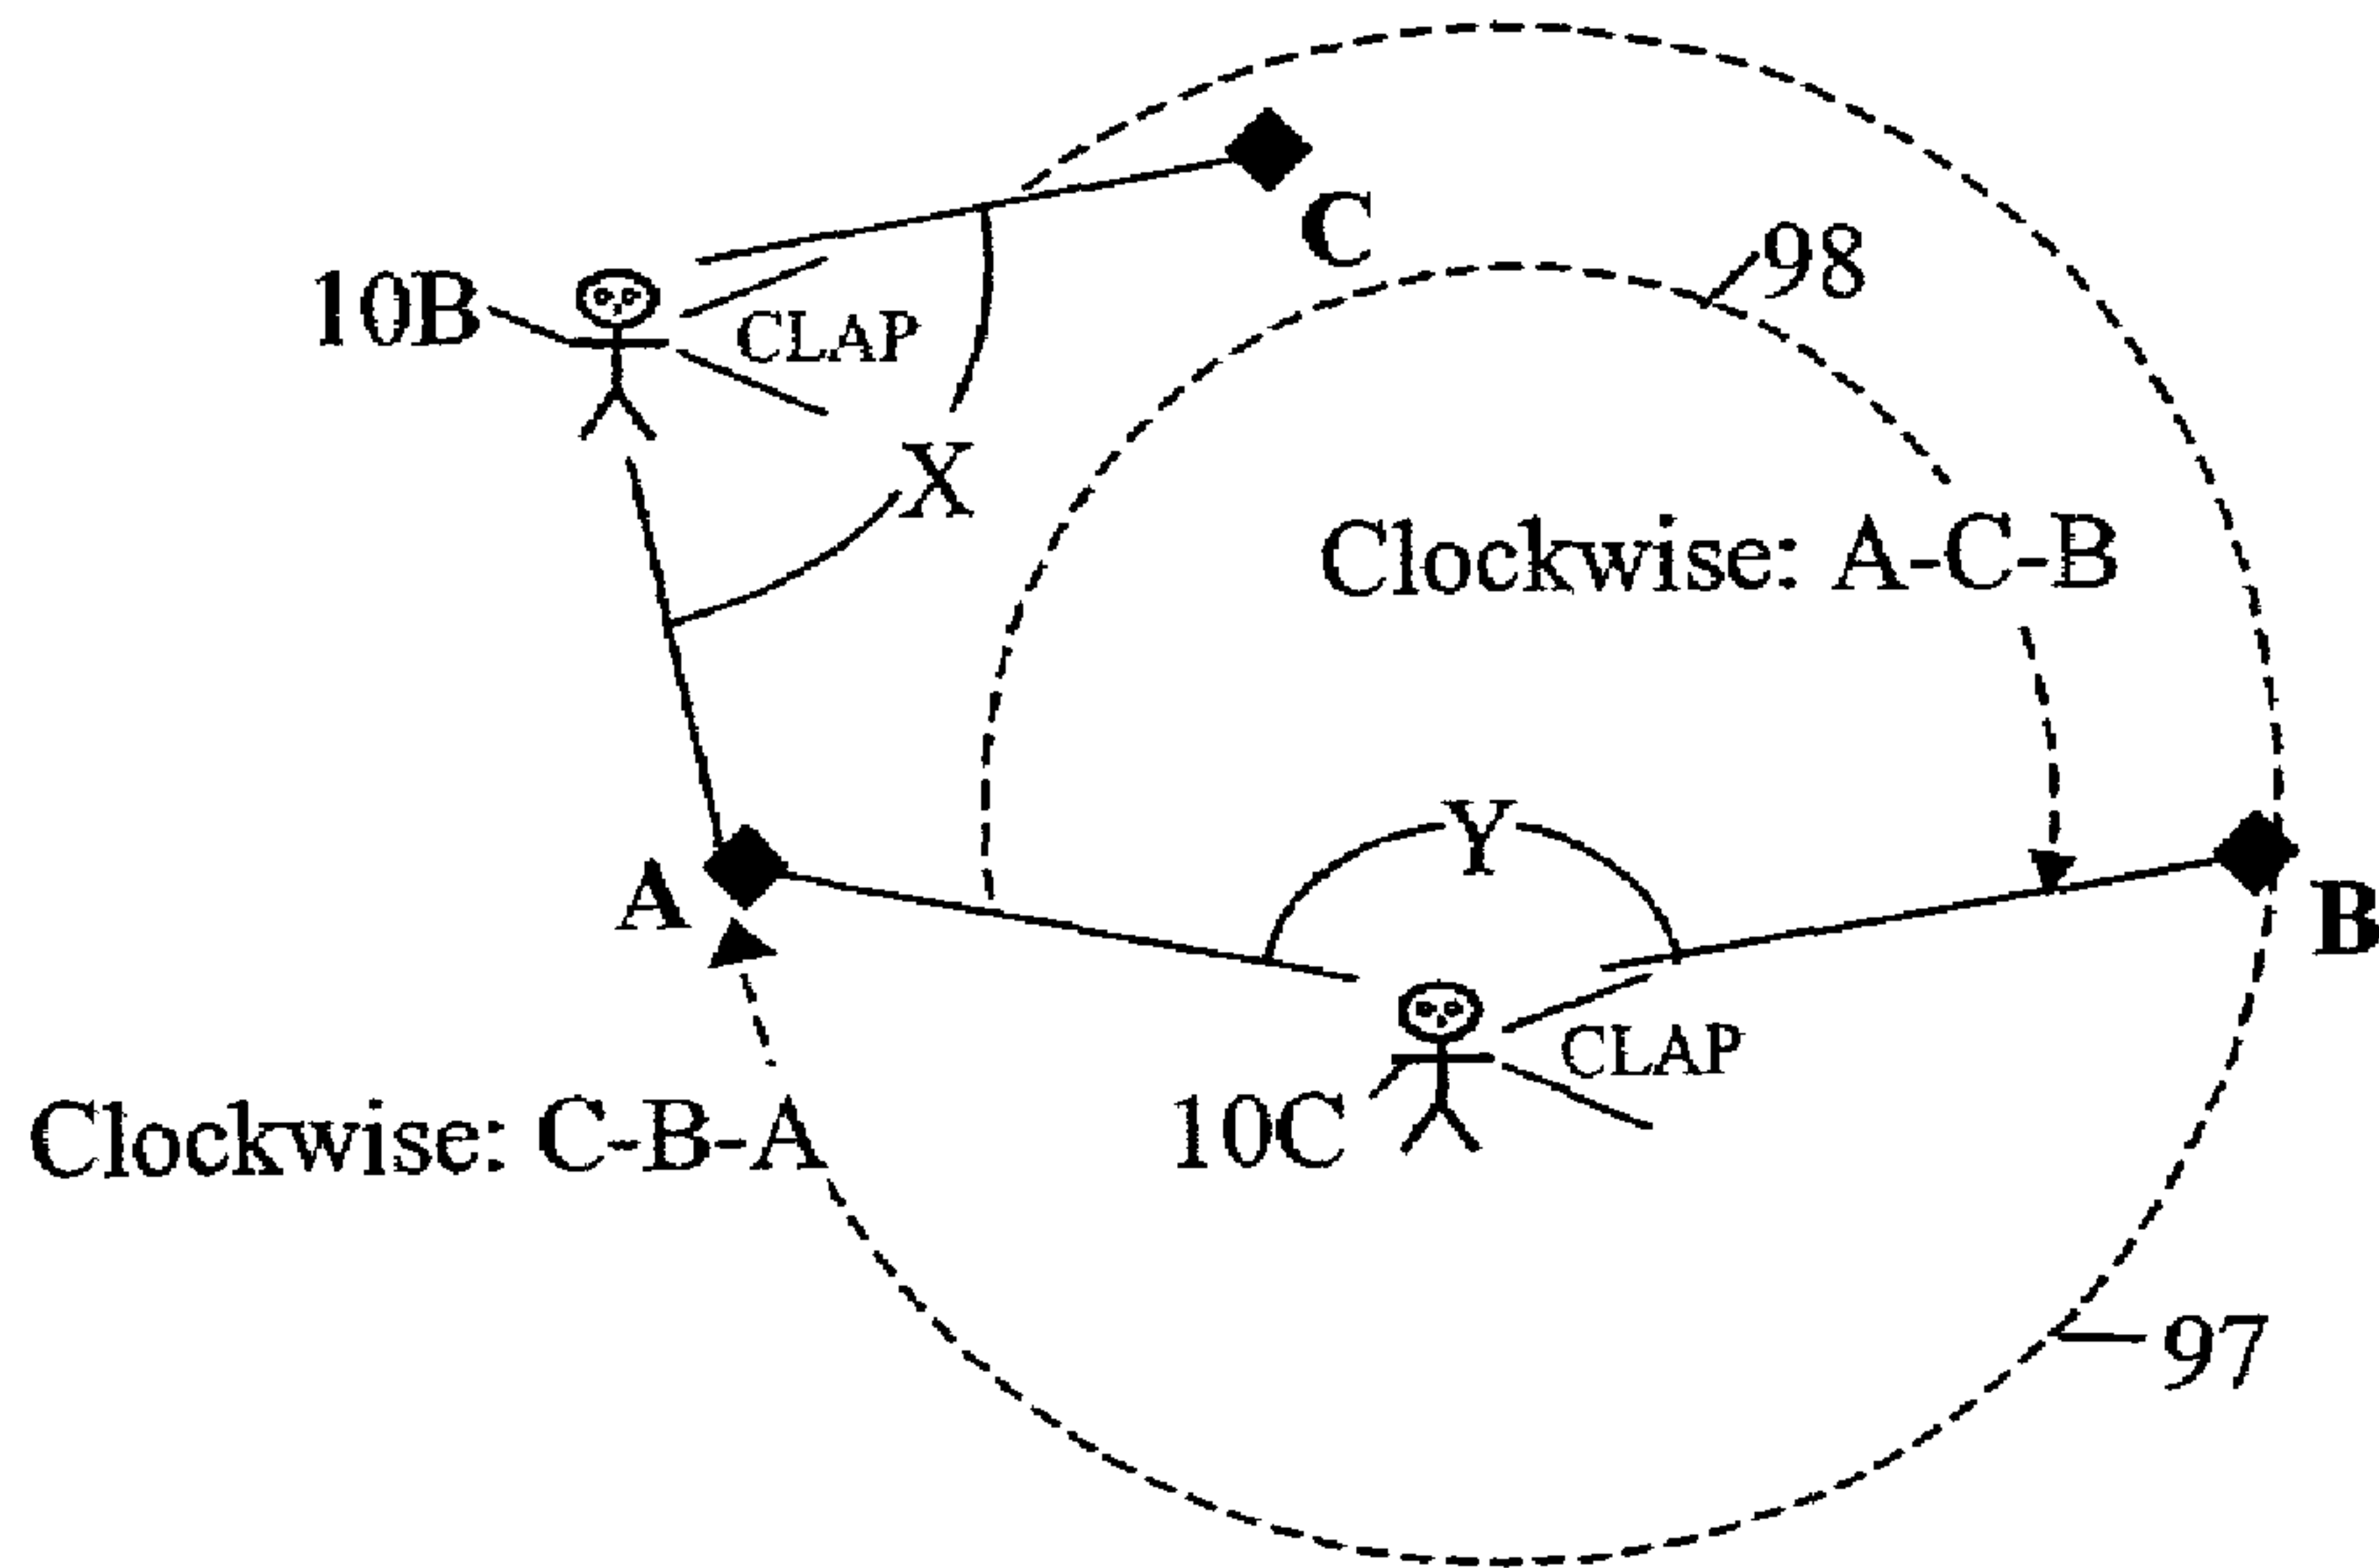 C
98
10B
CLAP
X
Clockwise: A-C-B
Y
A
B
CLAP
10C
Clockwise: C-B-A
97